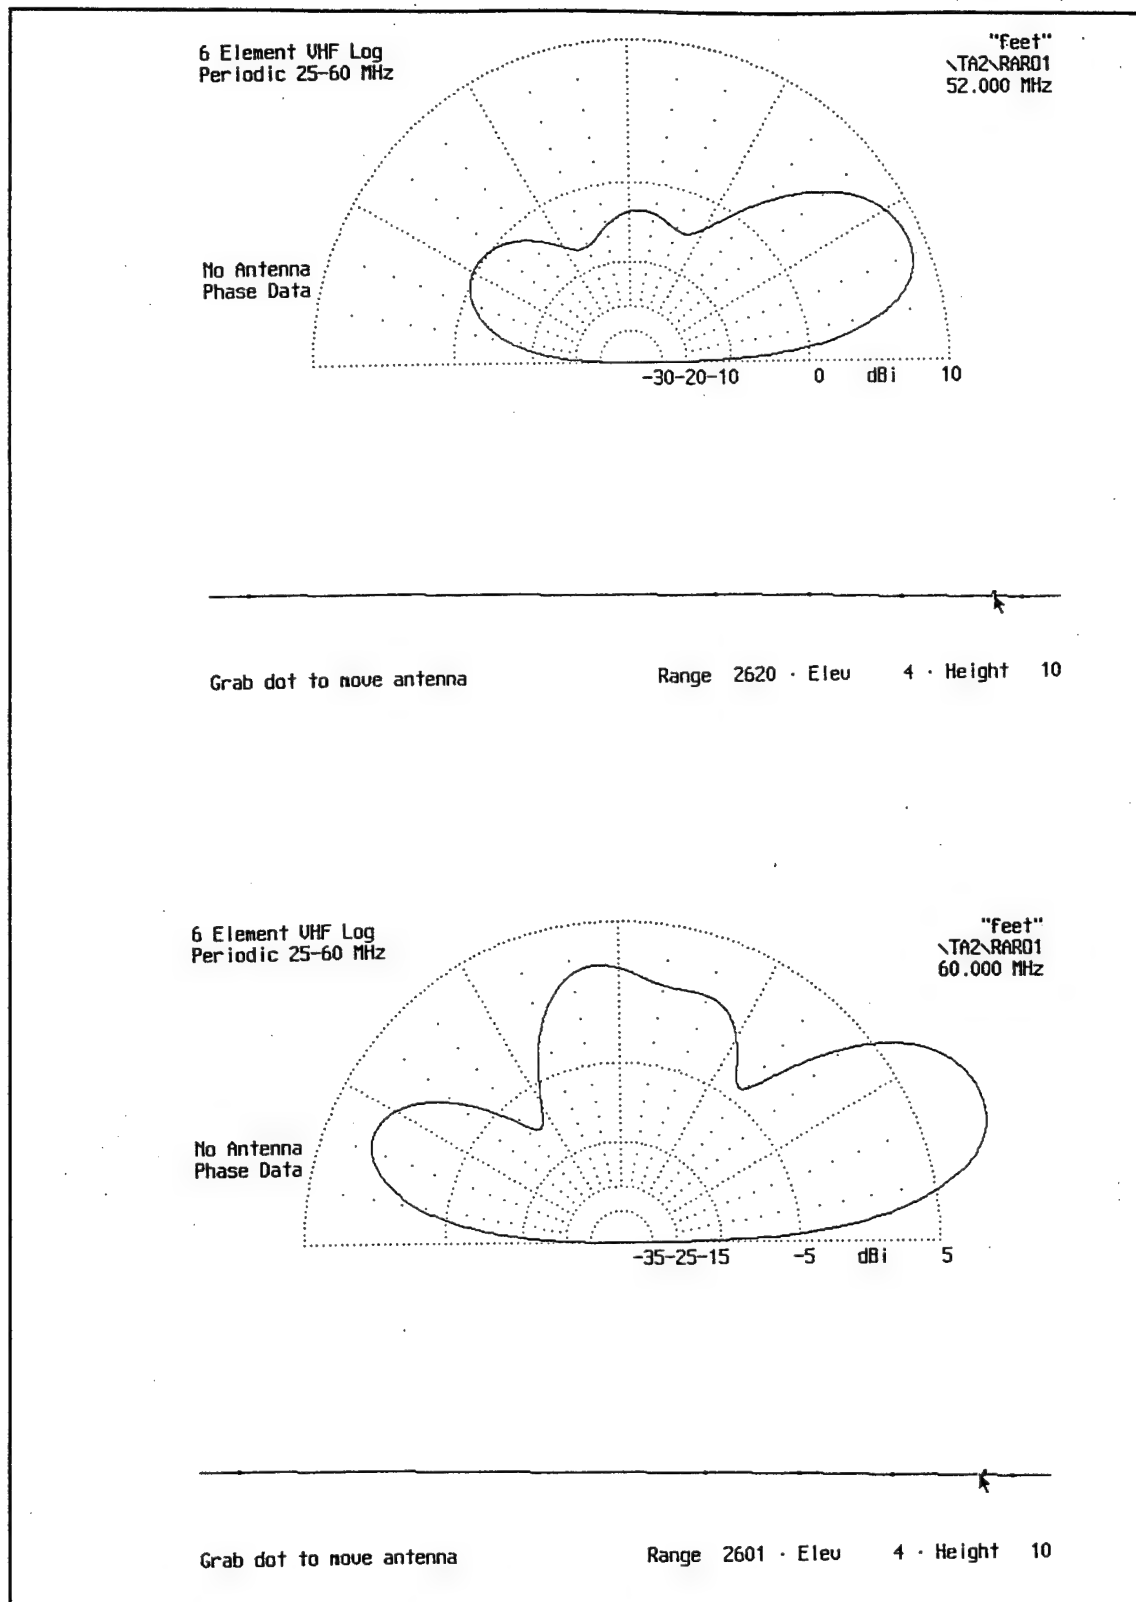 6 Element VHF Log
Periodic 25-60 MHz
"feet"
\TA2\RARD1
52.000 MHz
No Antenna
Phase Data
-30-20-10 0 dBi 10
Grab dot to move antenna
Range 2620 · Elev 4 · Height 10
6 Element VHF Log
Periodic 25-60 MHz
"feet"
\TA2\RARD1
60.000 MHz
No Antenna
Phase Data
-35-25-15 -5 dBi 5
Grab dot to move antenna
Range 2601 · Elev 4 · Height 10